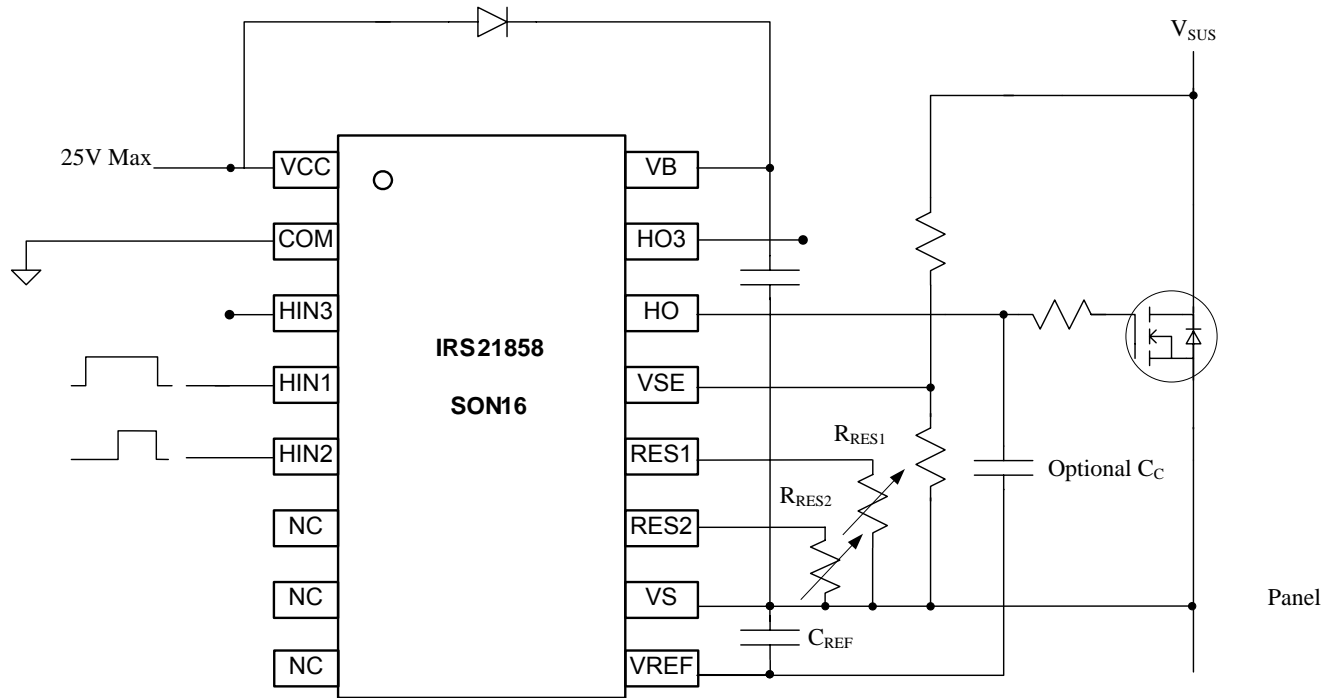 V_SUS
25V Max
VCC
VB
COM
HO3
HIN3
HO
IRS21858
SON16
HIN1
VSE
HIN2
RES1
R_RES1
Optional C_C
NC
RES2
R_RES2
NC
VS
Panel
C_REF
NC
VREF